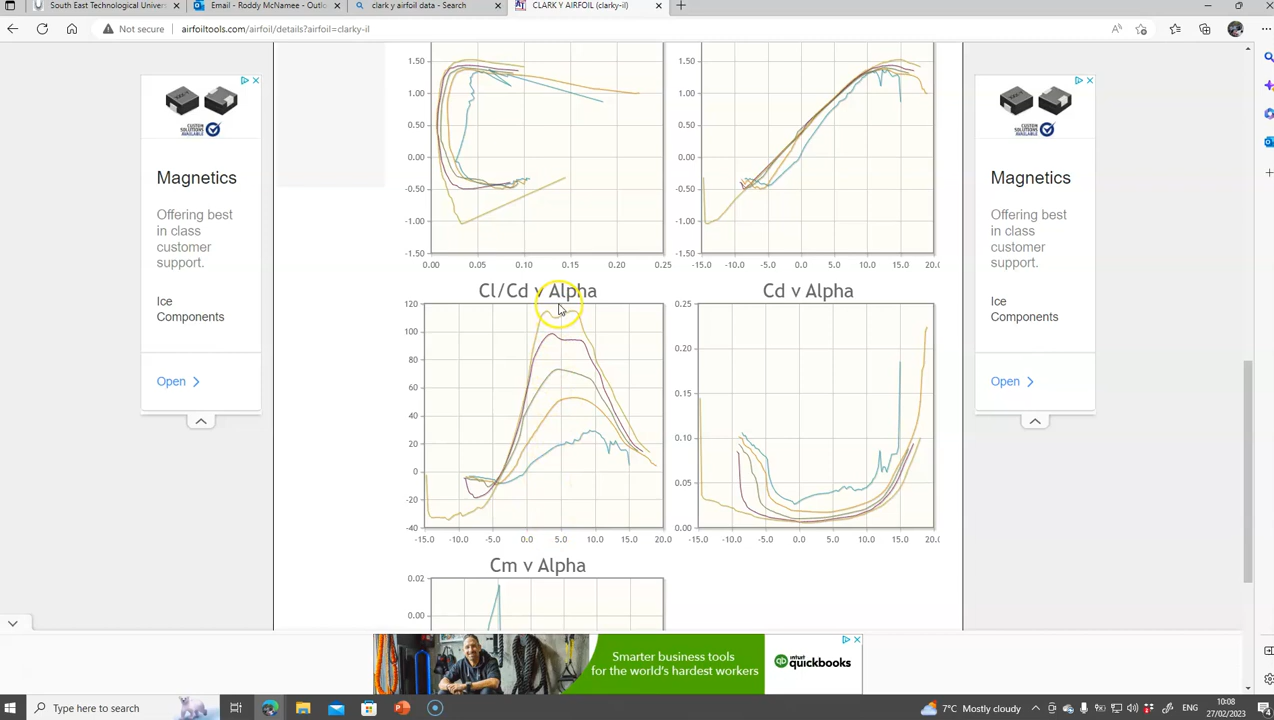 South East Technological Univers
Email - Roddy McNamee - Outlo
clark y airfoil data - Search
CLARK Y AIRFOIL (clarky-il)
Not secure
airfoiltools.com/airfoil/details?airfoil=clarky-il
1.50
1.00
0.50
0.00
-0.50
-1.00
-1.50
0.00 0.05 0.10 0.15 0.20 0.25
1.50
1.00
0.50
0.00
-0.50
-1.00
-1.50
-15.0 -10.0 -5.0 0.0 5.0 10.0 15.0 20.0
CUSTOM
SOLUTIONS
AVAILABLE
Magnetics
Offering best
in class
customer
support.
Ice
Components
Open
CUSTOM
SOLUTIONS
AVAILABLE
Magnetics
Offering best
in class
customer
support.
Ice
Components
Open
Cl/Cd v Alpha
120
100
80
60
40
20
0
-20
-40
-15.0 -10.0 -5.0 0.0 5.0 10.0 15.0 20.0
Cd v Alpha
0.25
0.20
0.15
0.10
0.05
0.00
-15.0 -10.0 -5.0 0.0 5.0 10.0 15.0 20.0
Cm v Alpha
0.02
0.00
Smarter business tools
for the world's hardest workers
intuit
quickbooks
Type here to search
7°C Mostly cloudy
ENG
10:08
27/02/2023